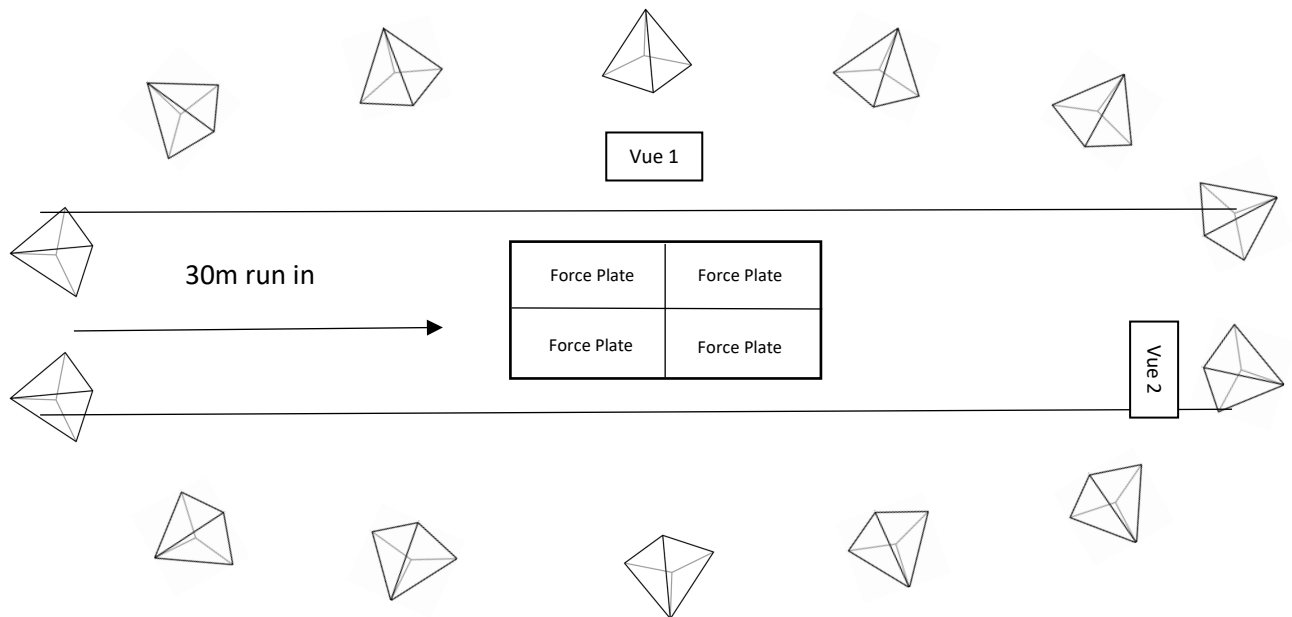 Vue 1
30m run in
Force Plate Force Plate
Force Plate Force Plate
Vue 2